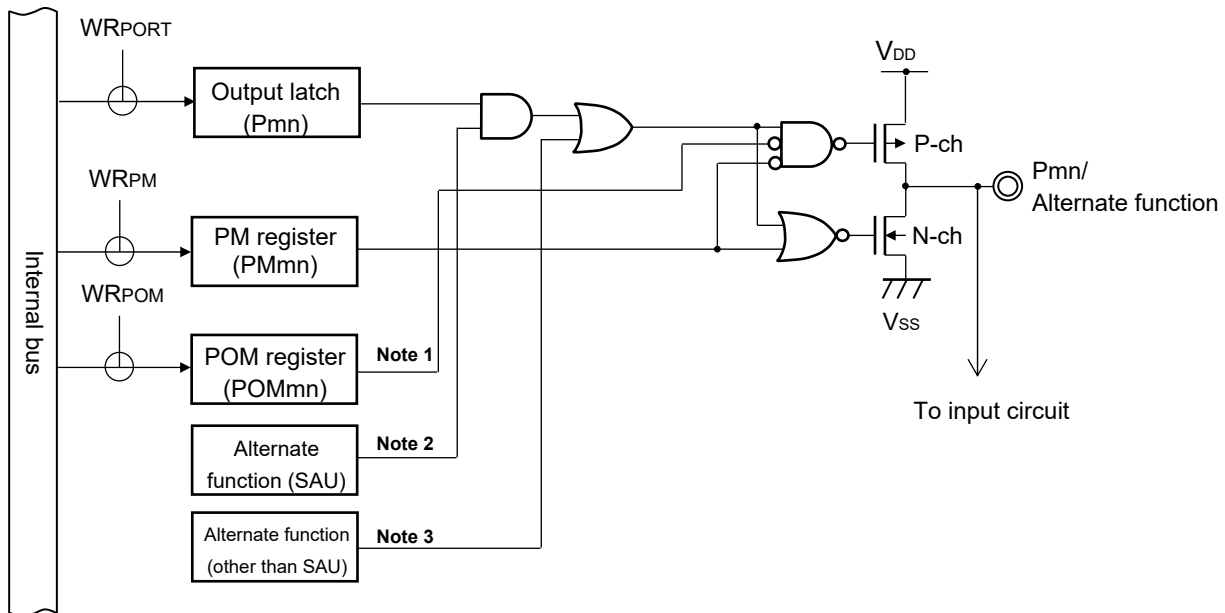 WRPORT
Output latch
(Pmn)
WRPM
PM register
(PMmn)
WRPOM
POM register
(POMmn)
Note 1
Alternate
function (SAU)
Note 2
Alternate function
(other than SAU)
Note 3
Internal bus
VDD
P-ch
Pmn/
Alternate function
N-ch
VSS
To input circuit